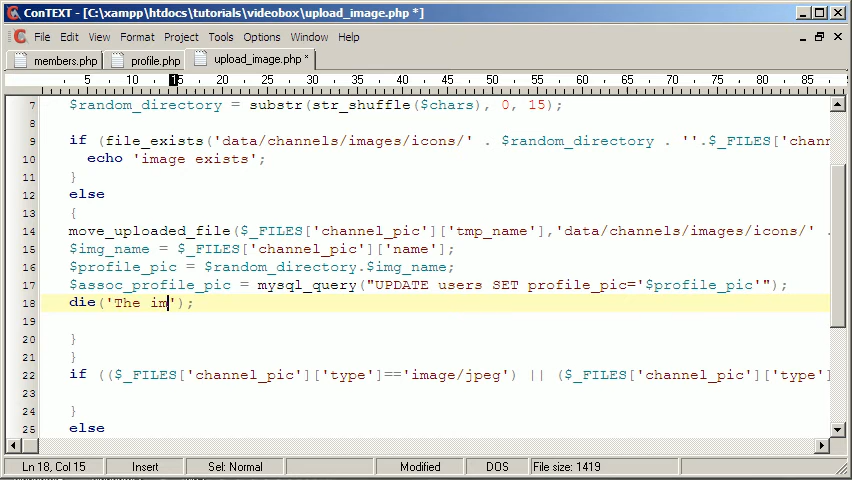 ConTEXT - [C:\xampp\htdocs\tutorials\videobox\upload_image.php *]
File Edit View Format Project Tools Options Window Help
members.php profile.php upload_image.php *
5 10 15 20 25 30 35 40 45 50 55 60 65 70 75 80 85
7 $random_directory = substr(str_shuffle($chars), 0, 15);
8
9 if (file_exists('data/channels/images/icons/' . $random_directory . ''.$_FILES['chann
10 echo 'image exists';
11 }
12 else
13 {
14 move_uploaded_file($_FILES['channel_pic']['tmp_name'],'data/channels/images/icons/' .
15 $img_name = $_FILES['channel_pic']['name'];
16 $profile_pic = $random_directory.$img_name;
17 $assoc_profile_pic = mysql_query("UPDATE users SET profile_pic='$profile_pic'");
18 die('The im');
19
20 }
21 }
22 if (($_FILES['channel_pic']['type']=='image/jpeg') || ($_FILES['channel_pic']['type']
23
24 }
25 else
Ln 18, Col 15 Insert Sel: Normal Modified DOS File size: 1419